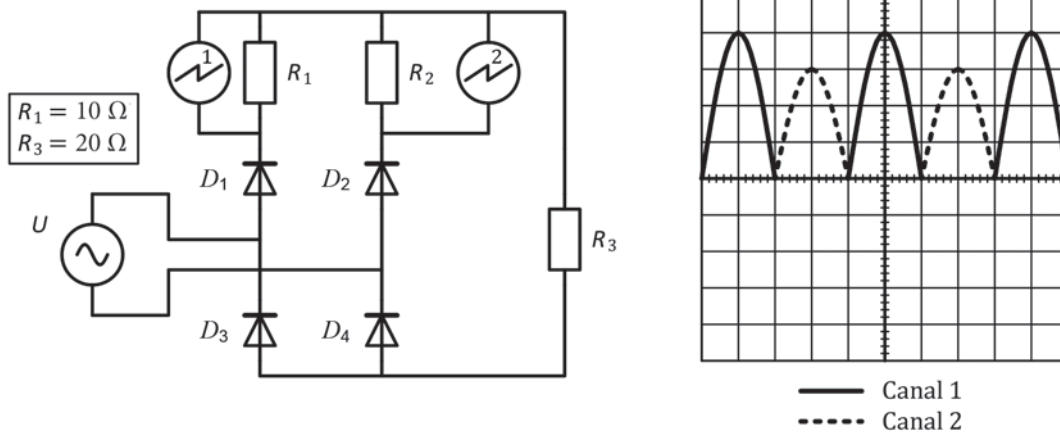 1
R₁
R₂
2
R₁ = 10 Ω
R₃ = 20 Ω
D₁
D₂
U
R₃
D₃
D₄
Canal 1
Canal 2